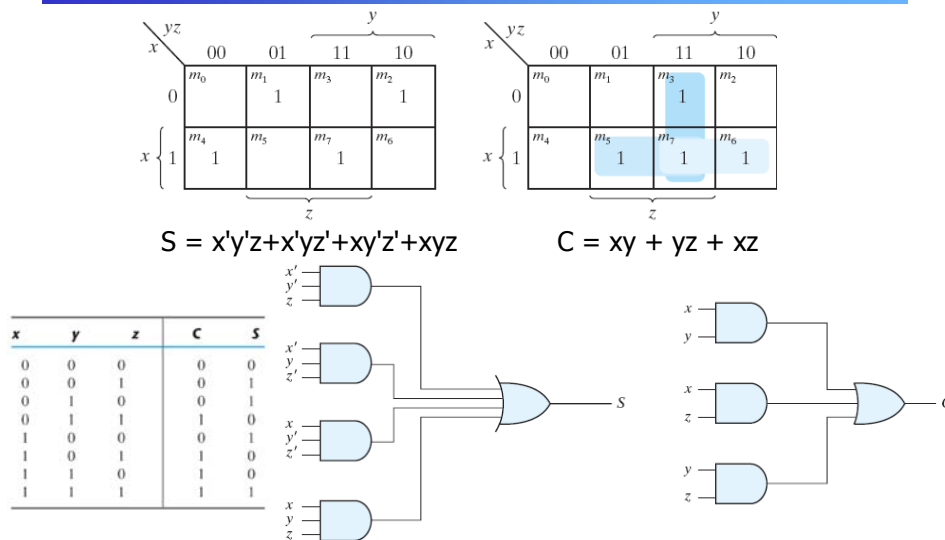 y
yz
x
00 01 11 10
m0 m1 m3 m2
0 1 1
m4 m5 m7 m6
x 1 1 1
z
y
yz
x
00 01 11 10
m0 m1 m3 m2
0 1
m4 m5 m7 m6
x 1 1 1 1
z
S = x'y'z+x'yz'+xy'z'+xyz
C = xy + yz + xz
x y z C S
0 0 0 0 0
0 0 1 0 1
0 1 0 0 1
0 1 1 1 0
1 0 0 0 1
1 0 1 1 0
1 1 0 1 0
1 1 1 1 1
x'
y'
z
x'
y
z'
x
y'
z'
x
y
z
S
x
y
x
z
y
z